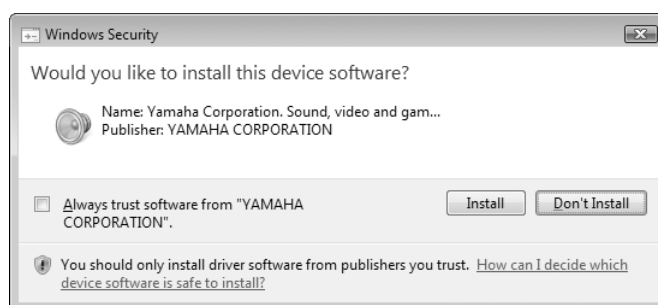 Windows Security
Would you like to install this device software?
Name: Yamaha Corporation. Sound, video and gam...
Publisher: YAMAHA CORPORATION
Always trust software from "YAMAHA
CORPORATION".
Install
Don't Install
You should only install driver software from publishers you trust. How can I decide which
device software is safe to install?